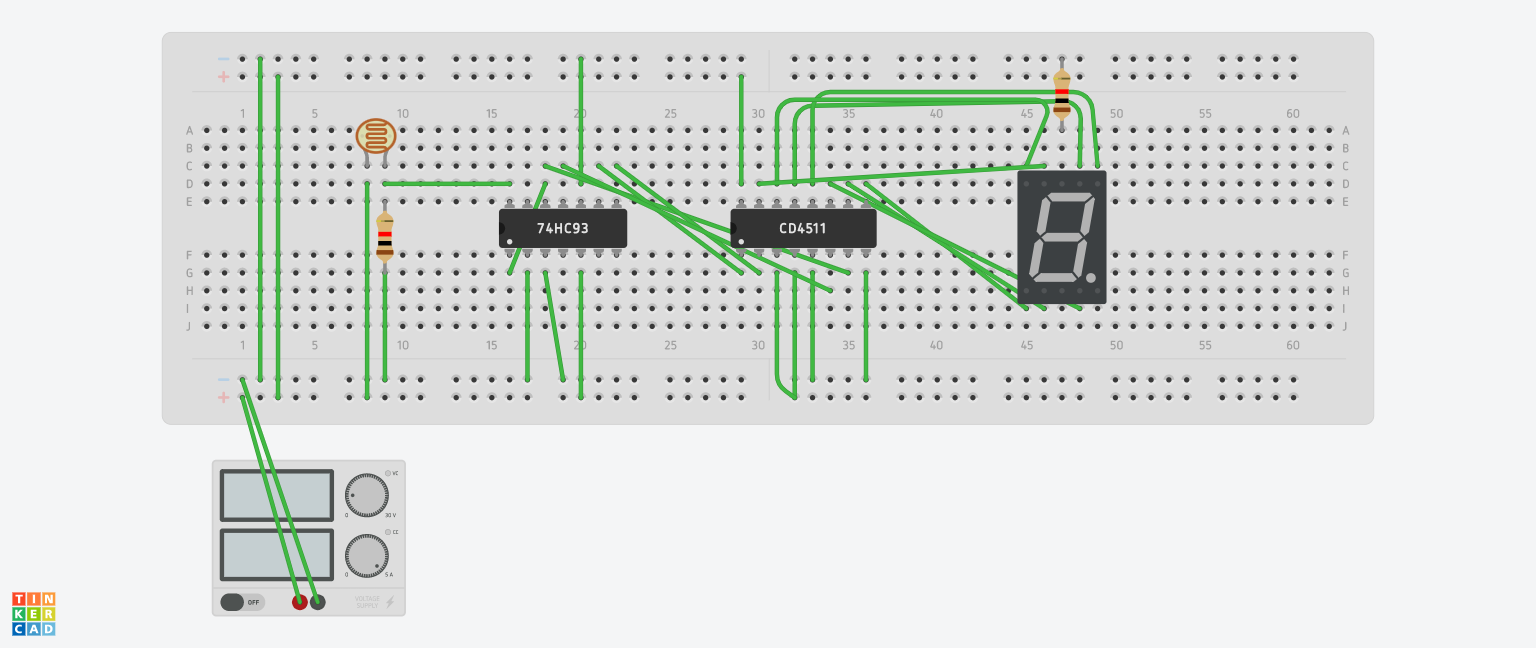 − −
+ +
1 5 10 15 20 25 30 35 40 45 50 55 60
A A
B B
C C
D D
E E
74HC93 CD4511
F F
G G
H H
I I
J J
1 5 10 15 20 25 30 35 40 45 50 55 60
−
+
VC
0 30 V
CC
0 5 A
OFF
VOLTAGE
SUPPLY
TIN
KER
CAD